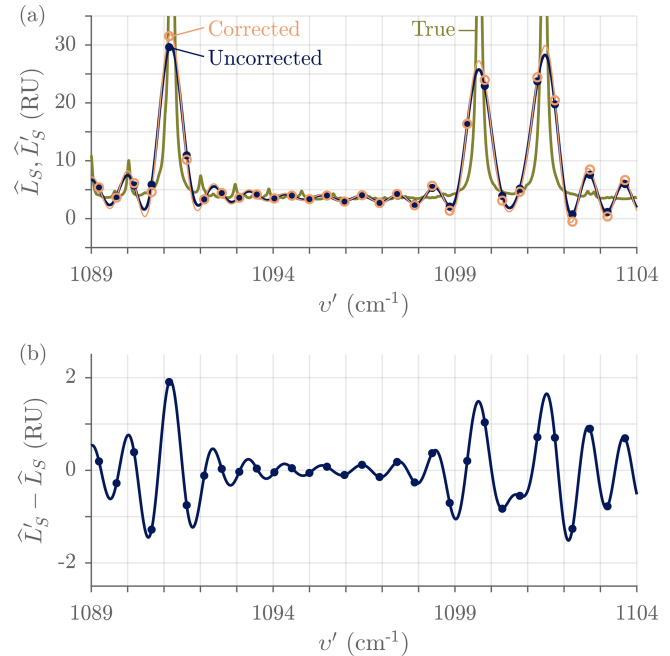 (a)
Corrected
True
Uncorrected
L̂_S, L̂′_S (RU)
30
20
10
0
1089 1094 1099 1104
υ′ (cm⁻¹)
(b)
L̂′_S − L̂_S (RU)
2
0
-2
1089 1094 1099 1104
υ′ (cm⁻¹)